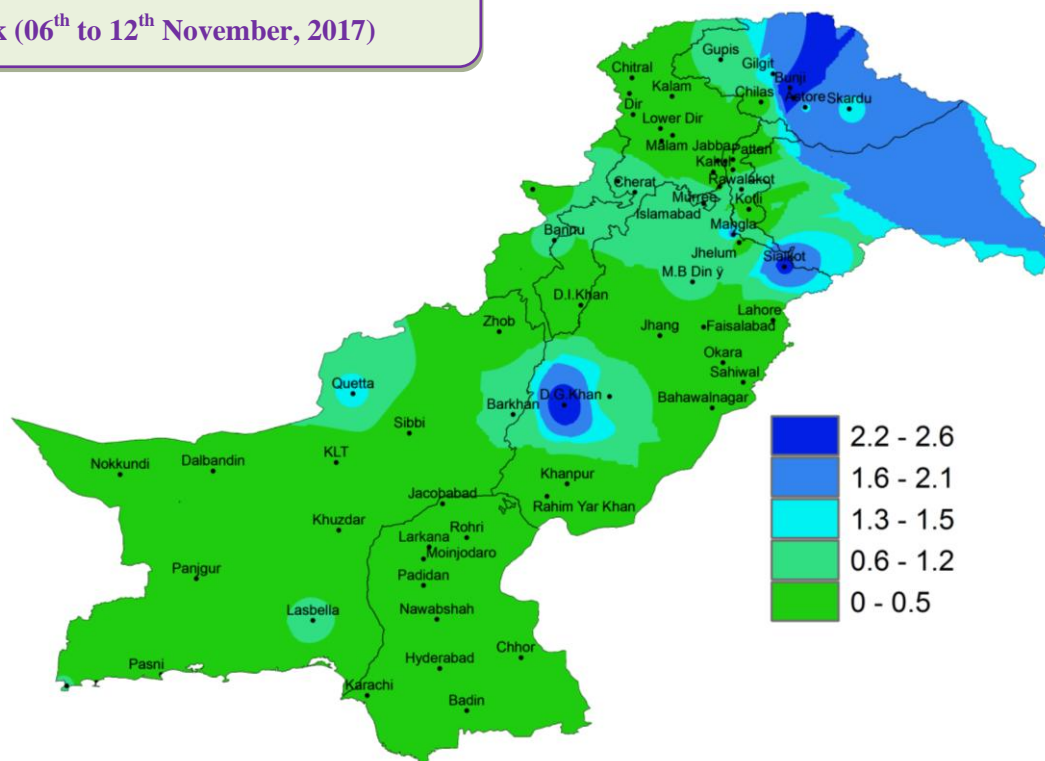 k (06th to 12th November, 2017)
Gupis
Gilgit
Chitral
Bunji
Kalam
Chilas
Astore Skardu
Dir
Lower Dir
Malam Jabba Pattan
Kakul
Cherat
Rawalakot
Murree
Kotli
Islamabad
Mangla
Bannu
Jhelum
Sialkot
M.B Din ÿ
D.I.Khan
Lahore
Zhob
Jhang
Faisalabad
Okara
Sahiwal
Quetta
D.G.Khan
Bahawalnagar
Barkhan
Sibbi
2.2 - 2.6
Nokkundi
Dalbandin
KLT
Khanpur
1.6 - 2.1
Jacobabad
Rahim Yar Khan
Khuzdar
Rohri
1.3 - 1.5
Larkana
Moinjodaro
0.6 - 1.2
Panjgur
Padidan
0 - 0.5
Lasbella
Nawabshah
Chhor
Pasni
Hyderabad
Karachi
Badin